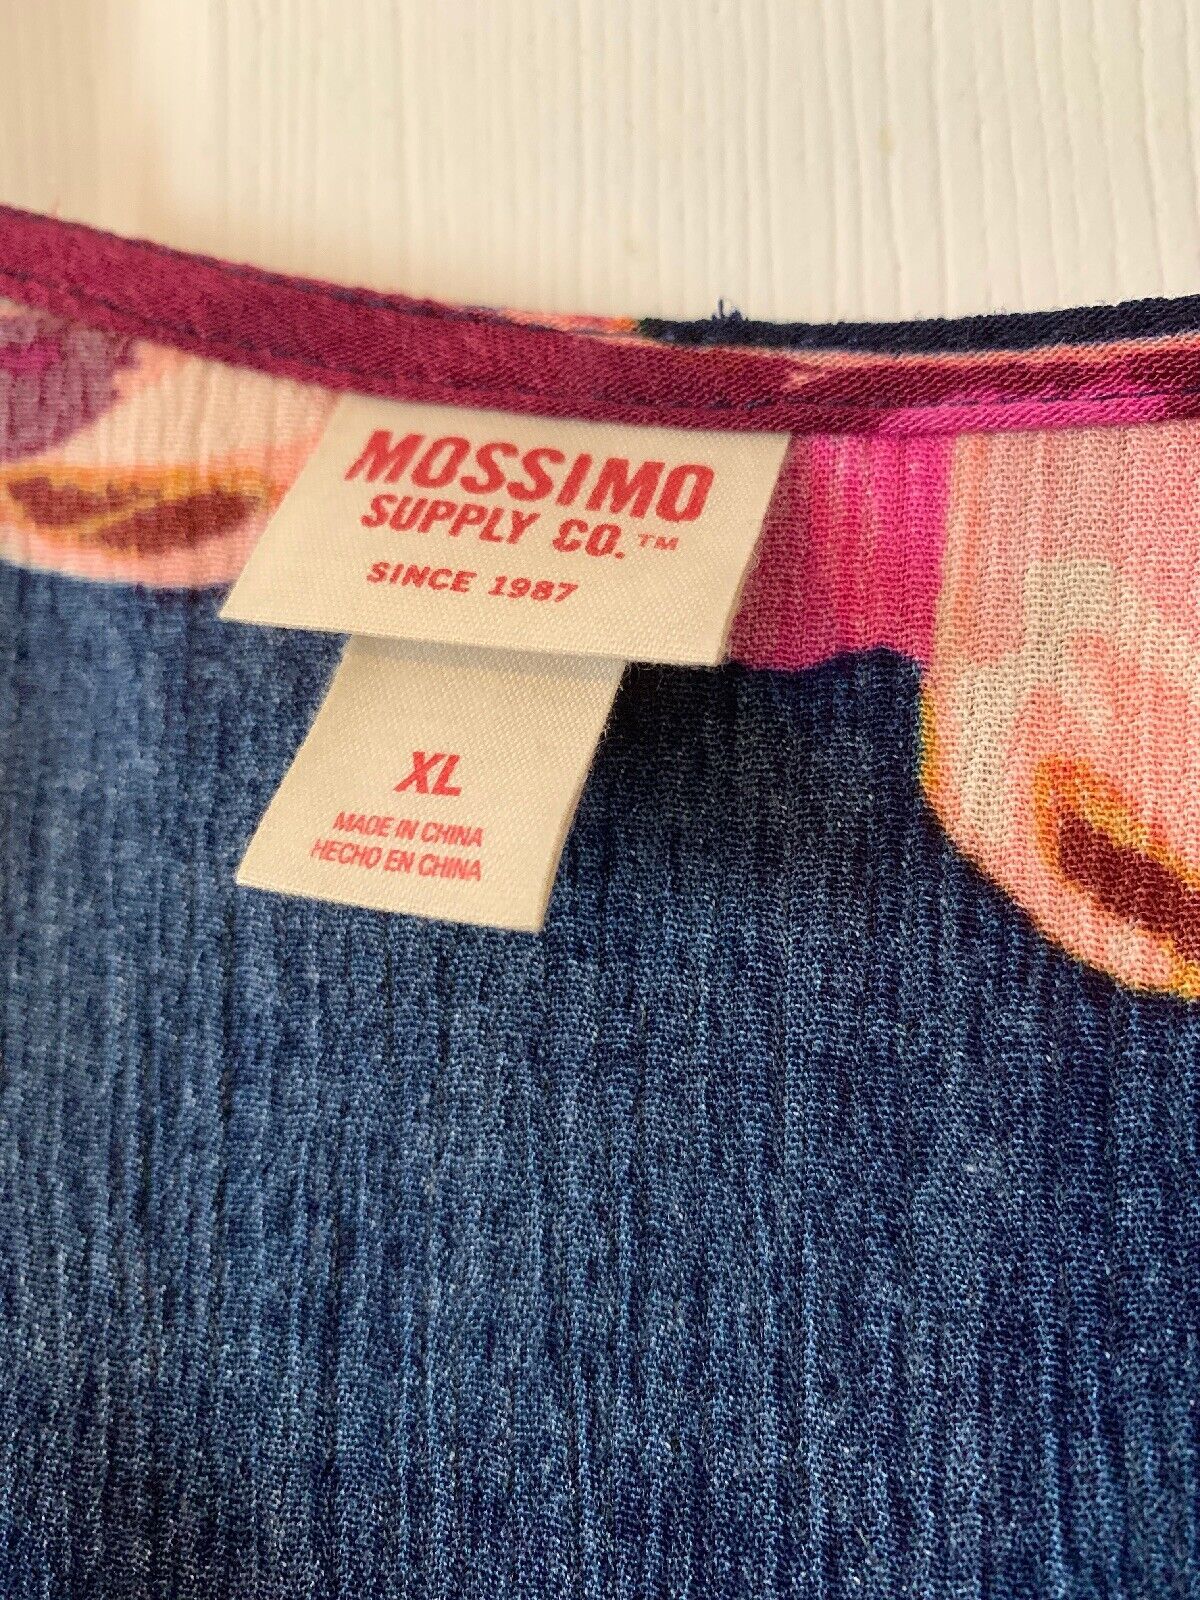 MOSSIMO
SUPPLY CO.™
SINCE 1987
XL
MADE IN CHINA
HECHO EN CHINA